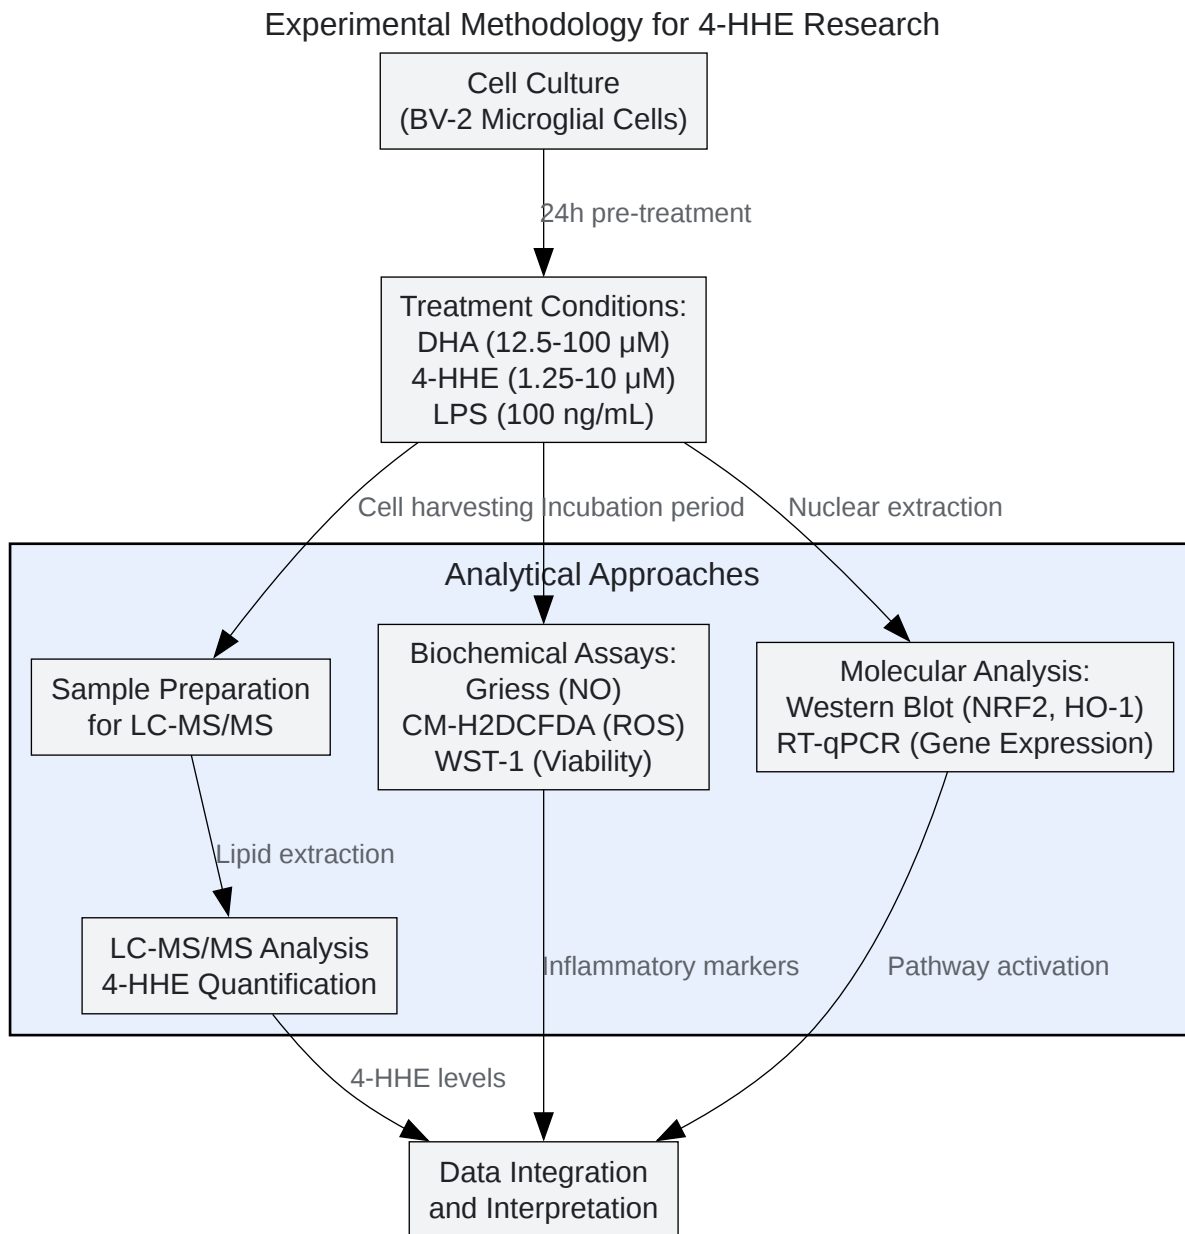 Experimental Methodology for 4-HHE Research
Cell Culture
(BV-2 Microglial Cells)
24h pre-treatment
Treatment Conditions:
DHA (12.5-100 μM)
4-HHE (1.25-10 μM)
LPS (100 ng/mL)
Cell harvesting
Incubation period
Nuclear extraction
Analytical Approaches
Sample Preparation
for LC-MS/MS
Biochemical Assays:
Griess (NO)
CM-H2DCFDA (ROS)
WST-1 (Viability)
Molecular Analysis:
Western Blot (NRF2, HO-1)
RT-qPCR (Gene Expression)
Lipid extraction
LC-MS/MS Analysis
4-HHE Quantification
Inflammatory markers
Pathway activation
4-HHE levels
Data Integration
and Interpretation